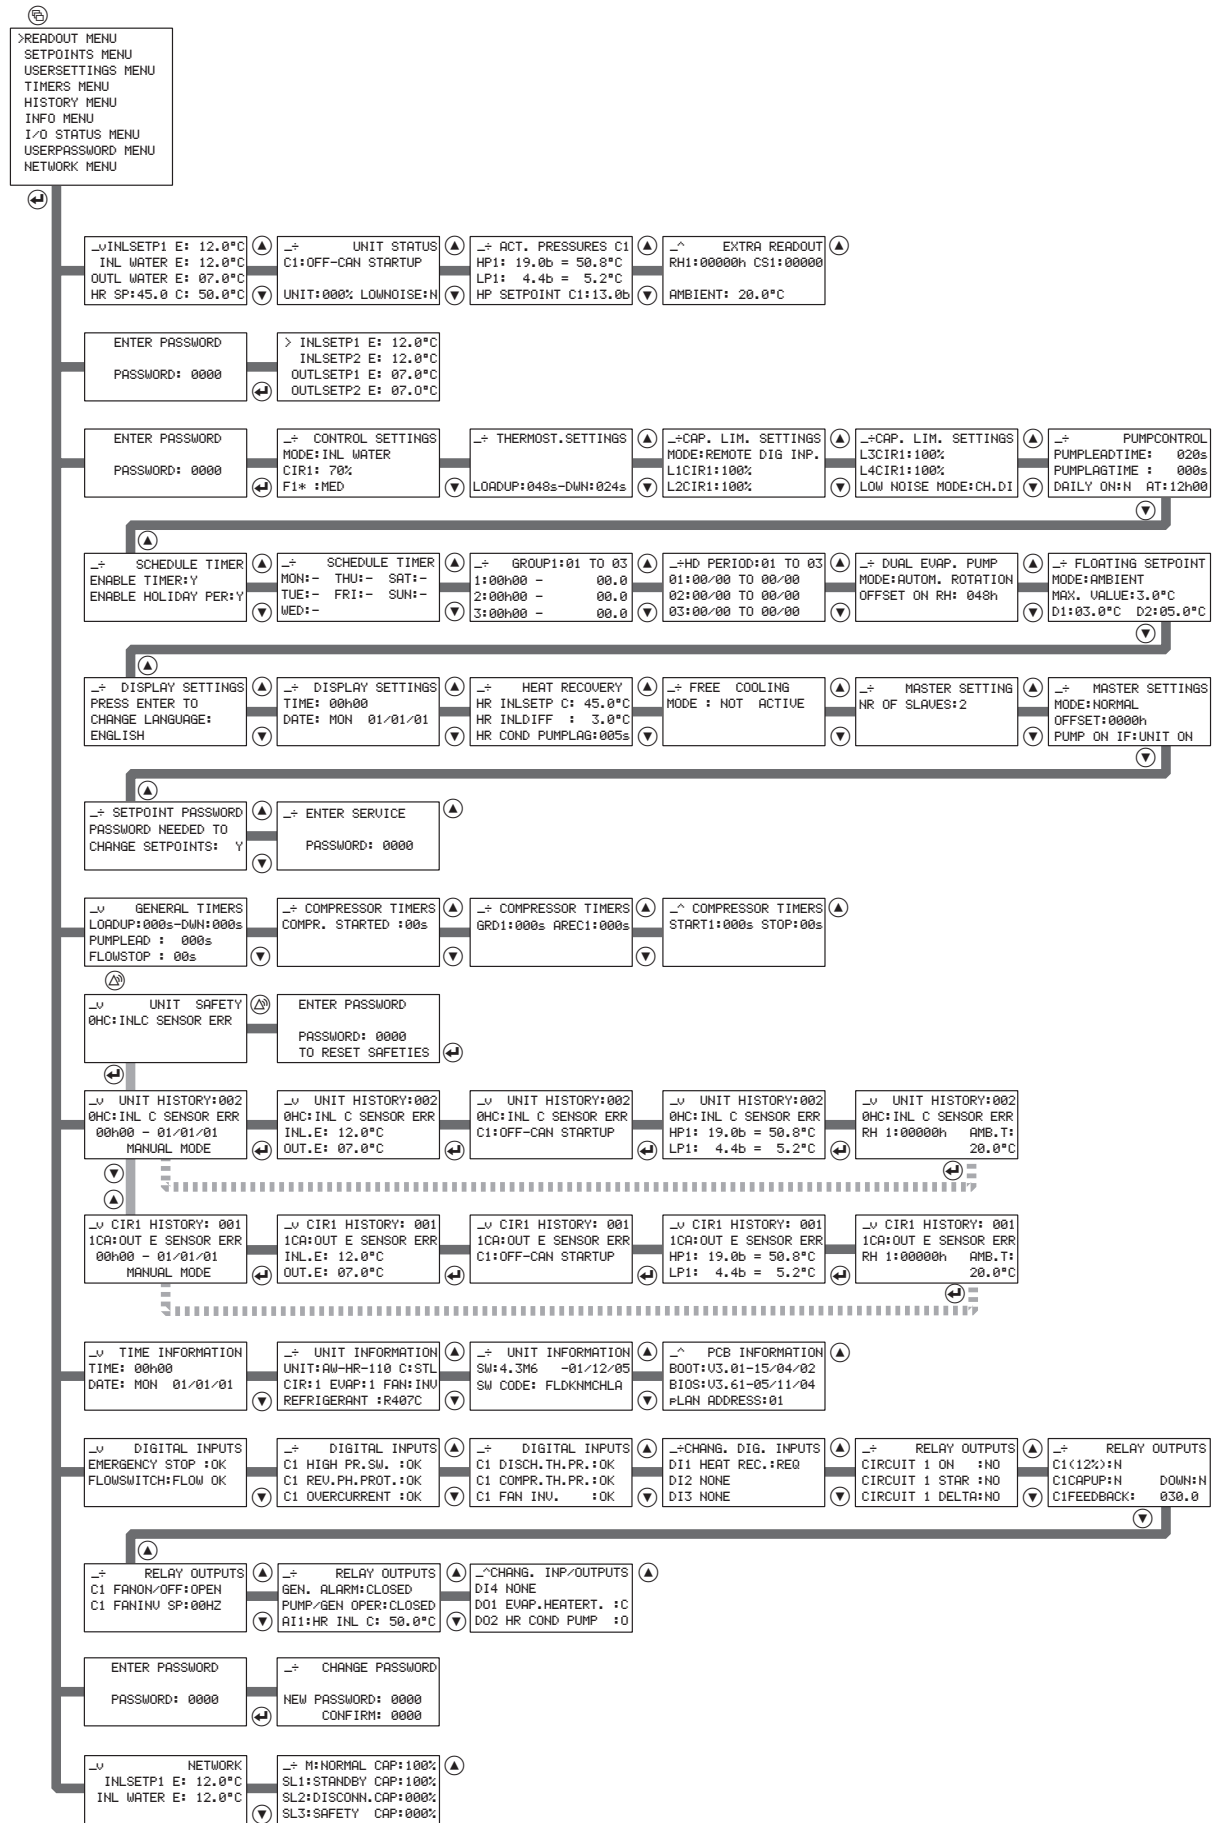 >READOUT MENU
SETPOINTS MENU
USERSETTINGS MENU
TIMERS MENU
HISTORY MENU
INFO MENU
I/O STATUS MENU
USERPASSWORD MENU
NETWORK MENU
_vINLSETP1 E: 12.0°C
INL WATER E: 12.0°C
OUTL WATER E: 07.0°C
HR SP:45.0 C: 50.0°C
_÷ UNIT STATUS
C1:OFF-CAN STARTUP
UNIT:000% LOWNOISE:N
_÷ ACT. PRESSURES C1
HP1: 19.0b = 50.8°C
LP1: 4.4b = 5.2°C
HP SETPOINT C1:13.0b
_^ EXTRA READOUT
RH1:00000h CS1:00000
AMBIENT: 20.0°C
ENTER PASSWORD
PASSWORD: 0000
> INLSETP1 E: 12.0°C
INLSETP2 E: 12.0°C
OUTLSETP1 E: 07.0°C
OUTLSETP2 E: 07.0°C
ENTER PASSWORD
PASSWORD: 0000
_÷ CONTROL SETTINGS
MODE:INL WATER
CIR1: 70%
F1* :MED
_÷ THERMOST.SETTINGS
LOADUP:048s-DWN:024s
_÷CAP. LIM. SETTINGS
MODE:REMOTE DIG INP.
L1CIR1:100%
L2CIR1:100%
_÷CAP. LIM. SETTINGS
L3CIR1:100%
L4CIR1:100%
LOW NOISE MODE:CH.DI
_÷ PUMPCONTROL
PUMPLEADTIME: 020s
PUMPLAGTIME : 000s
DAILY ON:N AT:12h00
_÷ SCHEDULE TIMER
ENABLE TIMER:Y
ENABLE HOLIDAY PER:Y
_÷ SCHEDULE TIMER
MON:- THU:- SAT:-
TUE:- FRI:- SUN:-
WED:-
_÷ GROUP1:01 TO 03
1:00h00 - 00.0
2:00h00 - 00.0
3:00h00 - 00.0
_÷HD PERIOD:01 TO 03
01:00/00 TO 00/00
02:00/00 TO 00/00
03:00/00 TO 00/00
_÷ DUAL EVAP. PUMP
MODE:AUTOM. ROTATION
OFFSET ON RH: 048h
_÷ FLOATING SETPOINT
MODE:AMBIENT
MAX. VALUE:3.0°C
D1:03.0°C D2:05.0°C
_÷ DISPLAY SETTINGS
PRESS ENTER TO
CHANGE LANGUAGE:
ENGLISH
_÷ DISPLAY SETTINGS
TIME: 00h00
DATE: MON 01/01/01
_÷ HEAT RECOVERY
HR INLSETP C: 45.0°C
HR INLDIFF : 3.0°C
HR COND PUMPLAG:005s
_÷ FREE COOLING
MODE : NOT ACTIVE
_÷ MASTER SETTING
NR OF SLAVES:2
_÷ MASTER SETTINGS
MODE:NORMAL
OFFSET:0000h
PUMP ON IF:UNIT ON
_÷ SETPOINT PASSWORD
PASSWORD NEEDED TO
CHANGE SETPOINTS: Y
_÷ ENTER SERVICE
PASSWORD: 0000
_v GENERAL TIMERS
LOADUP:000s-DWN:000s
PUMPLEAD : 000s
FLOWSTOP : 00s
_÷ COMPRESSOR TIMERS
COMPR. STARTED :00s
_÷ COMPRESSOR TIMERS
GRD1:000s AREC1:000s
_^ COMPRESSOR TIMERS
START1:000s STOP:00s
_v UNIT SAFETY
0HC:INLC SENSOR ERR
ENTER PASSWORD
PASSWORD: 0000
TO RESET SAFETIES
_v UNIT HISTORY:002
0HC:INL C SENSOR ERR
00h00 - 01/01/01
MANUAL MODE
_v UNIT HISTORY:002
0HC:INL C SENSOR ERR
INL.E: 12.0°C
OUT.E: 07.0°C
_v UNIT HISTORY:002
0HC:INL C SENSOR ERR
C1:OFF-CAN STARTUP
_v UNIT HISTORY:002
0HC:INL C SENSOR ERR
HP1: 19.0b = 50.8°C
LP1: 4.4b = 5.2°C
_v UNIT HISTORY:002
0HC:INL C SENSOR ERR
RH 1:00000h AMB.T:
20.0°C
_v CIR1 HISTORY: 001
1CA:OUT E SENSOR ERR
00h00 - 01/01/01
MANUAL MODE
_v CIR1 HISTORY: 001
1CA:OUT E SENSOR ERR
INL.E: 12.0°C
OUT.E: 07.0°C
_v CIR1 HISTORY: 001
1CA:OUT E SENSOR ERR
C1:OFF-CAN STARTUP
_v CIR1 HISTORY: 001
1CA:OUT E SENSOR ERR
HP1: 19.0b = 50.8°C
LP1: 4.4b = 5.2°C
_v CIR1 HISTORY: 001
1CA:OUT E SENSOR ERR
RH 1:00000h AMB.T:
20.0°C
_v TIME INFORMATION
TIME: 00h00
DATE: MON 01/01/01
_÷ UNIT INFORMATION
UNIT:AW-HR-110 C:STL
CIR:1 EVAP:1 FAN:INV
REFRIGERANT :R407C
_÷ UNIT INFORMATION
SW:4.3M6 -01/12/05
SW CODE: FLDKNMCHLA
_^ PCB INFORMATION
BOOT:V3.01-15/04/02
BIOS:V3.61-05/11/04
pLAN ADDRESS:01
_v DIGITAL INPUTS
EMERGENCY STOP :OK
FLOWSWITCH:FLOW OK
_÷ DIGITAL INPUTS
C1 HIGH PR.SW. :OK
C1 REV.PH.PROT.:OK
C1 OVERCURRENT :OK
_÷ DIGITAL INPUTS
C1 DISCH.TH.PR.:OK
C1 COMPR.TH.PR.:OK
C1 FAN INV. :OK
_÷CHANG. DIG. INPUTS
DI1 HEAT REC.:REQ
DI2 NONE
DI3 NONE
_÷ RELAY OUTPUTS
CIRCUIT 1 ON :NO
CIRCUIT 1 STAR :NO
CIRCUIT 1 DELTA:NO
_÷ RELAY OUTPUTS
C1(12%):N
C1CAPUP:N DOWN:N
C1FEEDBACK: 030.0
_÷ RELAY OUTPUTS
C1 FANON/OFF:OPEN
C1 FANINV SP:00HZ
_÷ RELAY OUTPUTS
GEN. ALARM:CLOSED
PUMP/GEN OPER:CLOSED
AI1:HR INL C: 50.0°C
_^CHANG. INP/OUTPUTS
DI4 NONE
DO1 EVAP.HEATERT. :C
DO2 HR COND PUMP :O
ENTER PASSWORD
PASSWORD: 0000
_÷ CHANGE PASSWORD
NEW PASSWORD: 0000
CONFIRM: 0000
_v NETWORK
INLSETP1 E: 12.0°C
INL WATER E: 12.0°C
_÷ M:NORMAL CAP:100%
SL1:STANDBY CAP:100%
SL2:DISCONN.CAP:000%
SL3:SAFETY CAP:000%